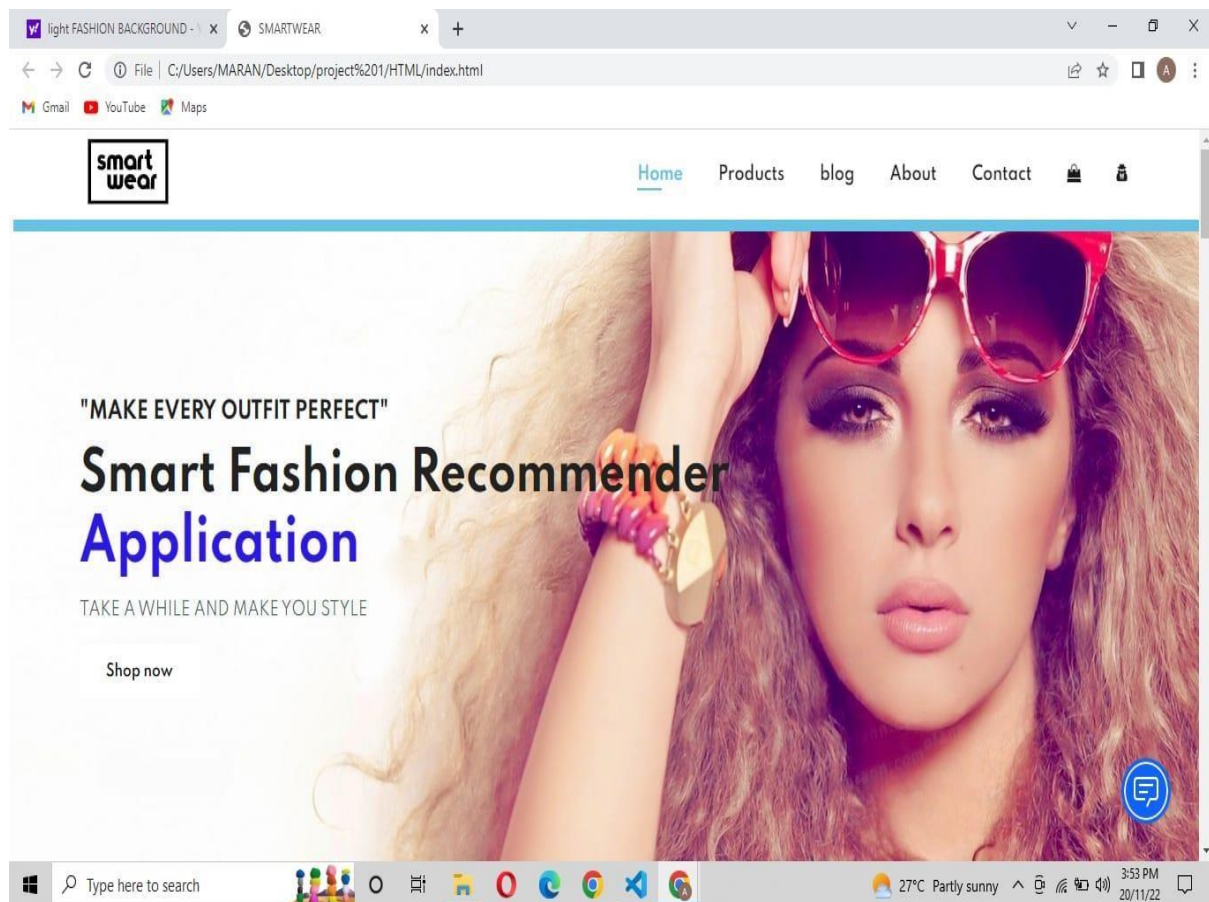 light FASHION BACKGROUND -
SMARTWEAR
File
C:/Users/MARAN/Desktop/project%201/HTML/index.html
A
Gmail
YouTube
Maps
smart
wear
Home
Products
blog
About
Contact
"MAKE EVERY OUTFIT PERFECT"
Smart Fashion Recommender
Application
TAKE A WHILE AND MAKE YOU STYLE
Shop now
Type here to search
27°C Partly sunny
3:53 PM
20/11/22